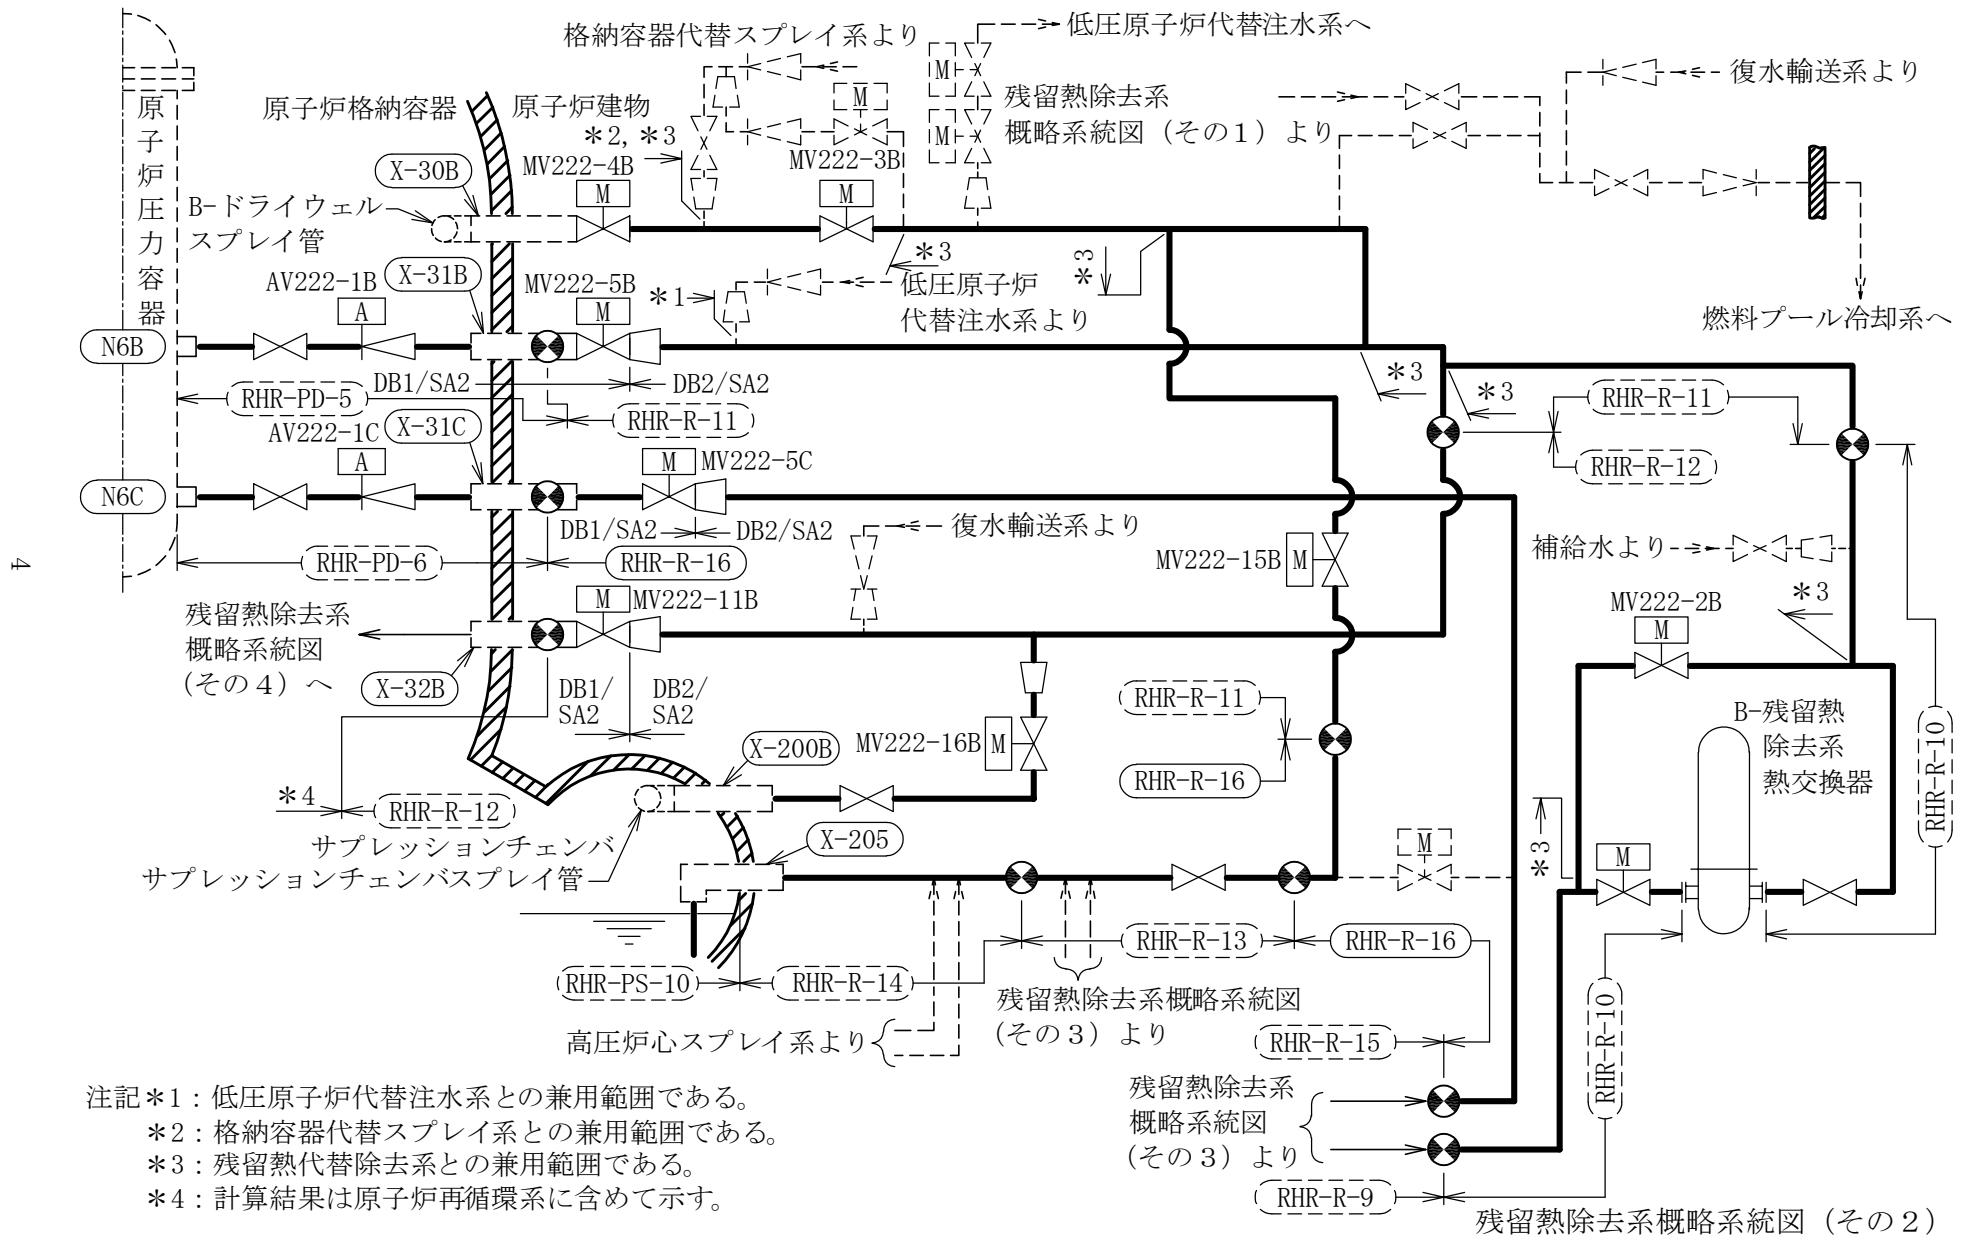 格納容器代替スプレイ系より
低圧原子炉代替注水系へ
残留熱除去系
概略系統図（その１）より
復水輸送系より
燃料プール冷却系へ
原子炉圧力容器
原子炉格納容器
原子炉建物
＊2,＊3
MV222-4B
M
MV222-3B
M
M
M
M
X-30B
B-ドライウェル
スプレイ管
X-31B
AV222-1B
A
MV222-5B
M
＊1
＊3
低圧原子炉
代替注水系より
＊3
＊3
＊3
N6B
DB1/SA2
DB2/SA2
RHR-PD-5
RHR-R-11
RHR-R-11
RHR-R-12
AV222-1C
A
X-31C
M
MV222-5C
N6C
DB1/SA2
DB2/SA2
復水輸送系より
RHR-PD-6
RHR-R-16
MV222-15B
M
補給水より
＊3
残留熱除去系
概略系統図
（その４）へ
M
MV222-11B
X-32B
DB1/
SA2
DB2/
SA2
MV222-2B
M
RHR-R-11
RHR-R-16
MV222-16B
M
X-200B
B-残留熱
除去系
熱交換器
RHR-R-10
＊4
RHR-R-12
サプレッションチェンバ
サプレッションチェンバスプレイ管
X-205
M
＊3
M
RHR-R-13
RHR-R-16
RHR-PS-10
RHR-R-14
残留熱除去系概略系統図
（その３）より
高圧炉心スプレイ系より
RHR-R-15
RHR-R-10
残留熱除去系
概略系統図
（その３）より
RHR-R-9
注記＊1：低圧原子炉代替注水系との兼用範囲である。
＊2：格納容器代替スプレイ系との兼用範囲である。
＊3：残留熱代替除去系との兼用範囲である。
＊4：計算結果は原子炉再循環系に含めて示す。
残留熱除去系概略系統図（その２）
4